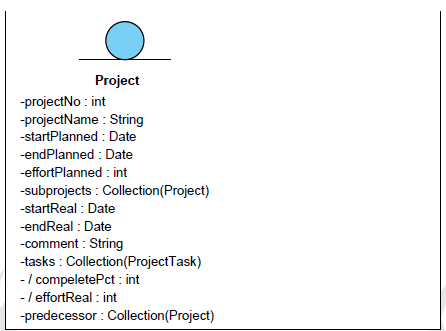 Project
-projectNo : int
-projectName : String
-startPlanned : Date
-endPlanned : Date
-effortPlanned : int
-subprojects : Collection(Project)
-startReal : Date
-endReal : Date
-comment : String
-tasks : Collection(ProjectTask)
- / compeletePct : int
- / effortReal : int
-predecessor : Collection(Project)